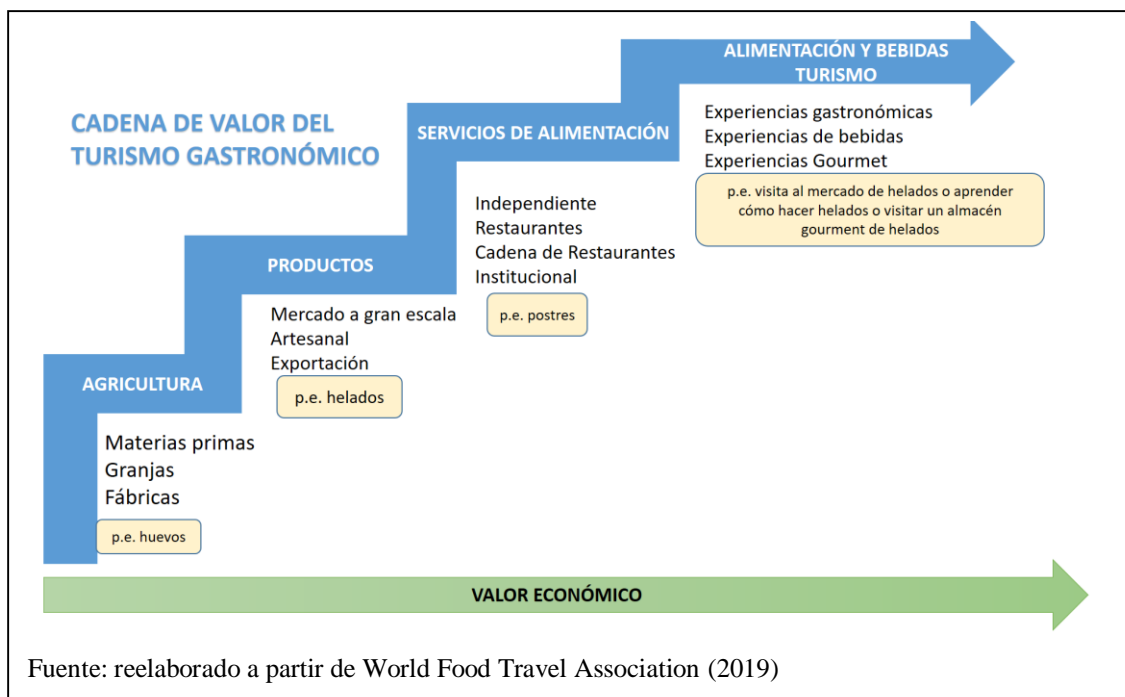 CADENA DE VALOR DEL
TURISMO GASTRONÓMICO
AGRICULTURA
Materias primas
Granjas
Fábricas
p.e. huevos
PRODUCTOS
Mercado a gran escala
Artesanal
Exportación
p.e. helados
SERVICIOS DE ALIMENTACIÓN
Independiente
Restaurantes
Cadena de Restaurantes
Institucional
p.e. postres
ALIMENTACIÓN Y BEBIDAS
TURISMO
Experiencias gastronómicas
Experiencias de bebidas
Experiencias Gourmet
p.e. visita al mercado de helados o aprender
cómo hacer helados o visitar un almacén
gourment de helados
VALOR ECONÓMICO
Fuente: reelaborado a partir de World Food Travel Association (2019)